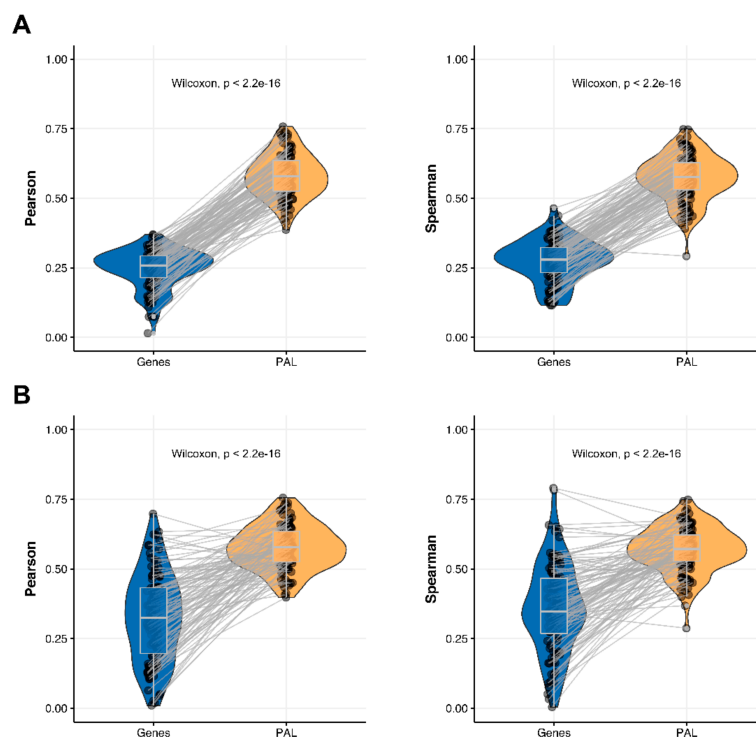 A
1.00
0.75
0.50
0.25
0.00
Pearson
Wilcoxon, p < 2.2e-16
Genes
PAL
1.00
0.75
0.50
0.25
0.00
Spearman
Wilcoxon, p < 2.2e-16
Genes
PAL
B
1.00
0.75
0.50
0.25
0.00
Pearson
Wilcoxon, p < 2.2e-16
Genes
PAL
1.00
0.75
0.50
0.25
0.00
Spearman
Wilcoxon, p < 2.2e-16
Genes
PAL